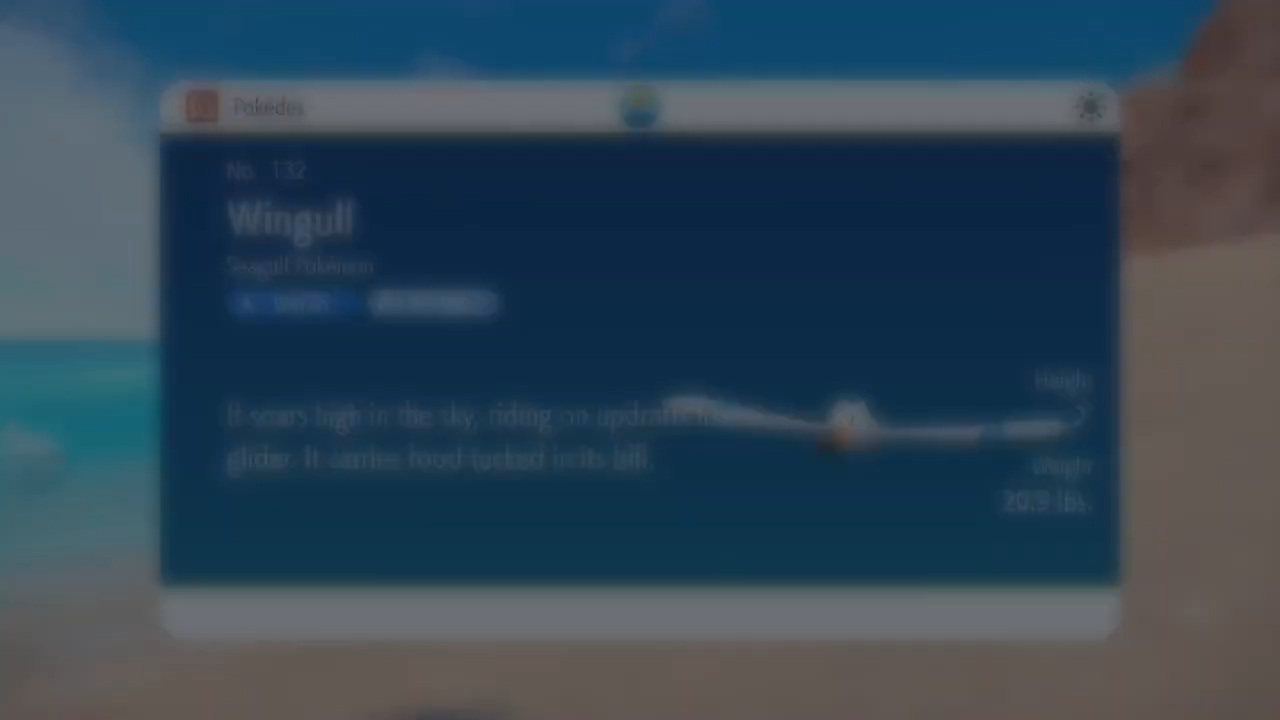 Pokédex
No. 132
Wingull
Seagull Pokémon
Height
It soars high in the sky, riding on updrafts
Weight
glider. It carries food tucked in its bill.
20.9 lbs.